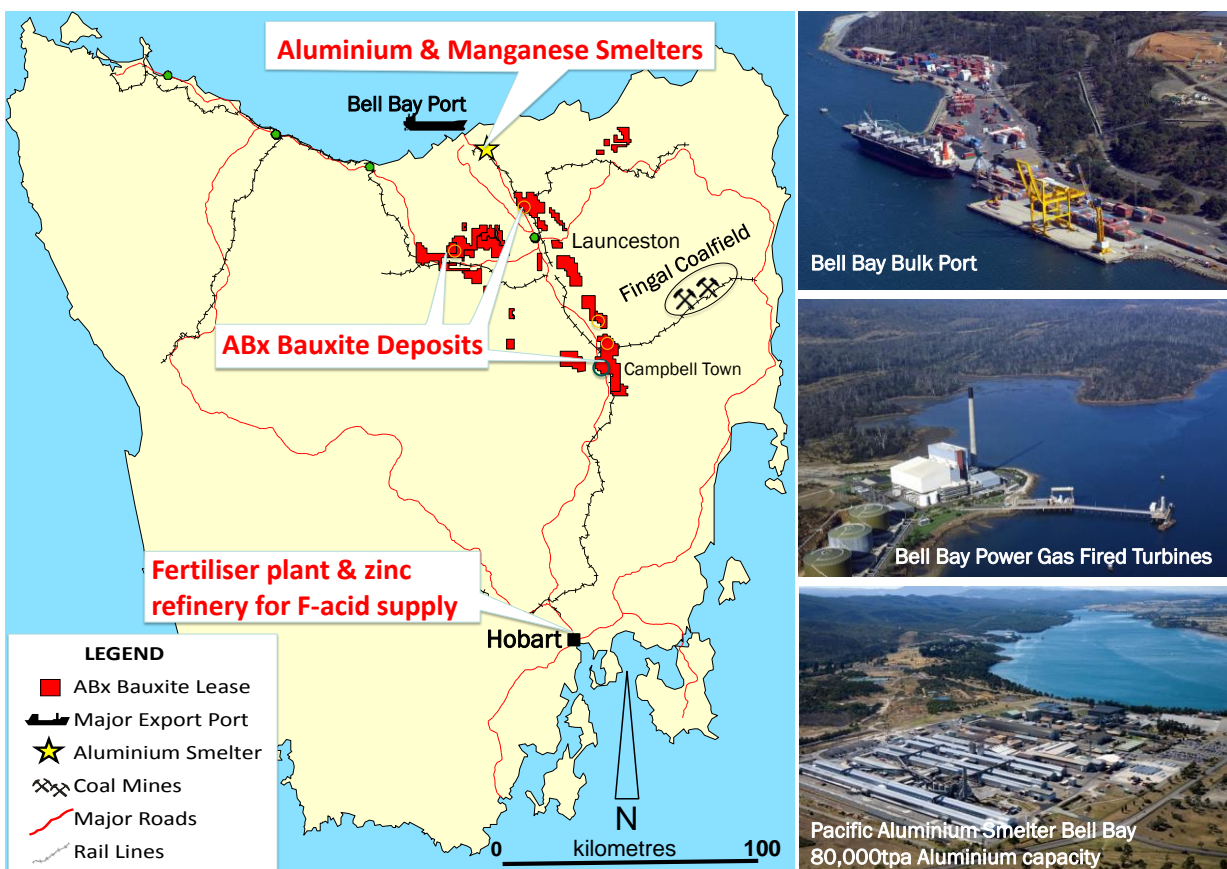 Aluminium & Manganese Smelters
Bell Bay Port
Launceston
Fingal Coalfield
ABx Bauxite Deposits
Campbell Town
Fertiliser plant & zinc
refinery for F-acid supply
Hobart
LEGEND
ABx Bauxite Lease
Major Export Port
Aluminium Smelter
Coal Mines
Major Roads
Rail Lines
N
0 kilometres 100
Bell Bay Bulk Port
Bell Bay Power Gas Fired Turbines
Pacific Aluminium Smelter Bell Bay
80,000tpa Aluminium capacity